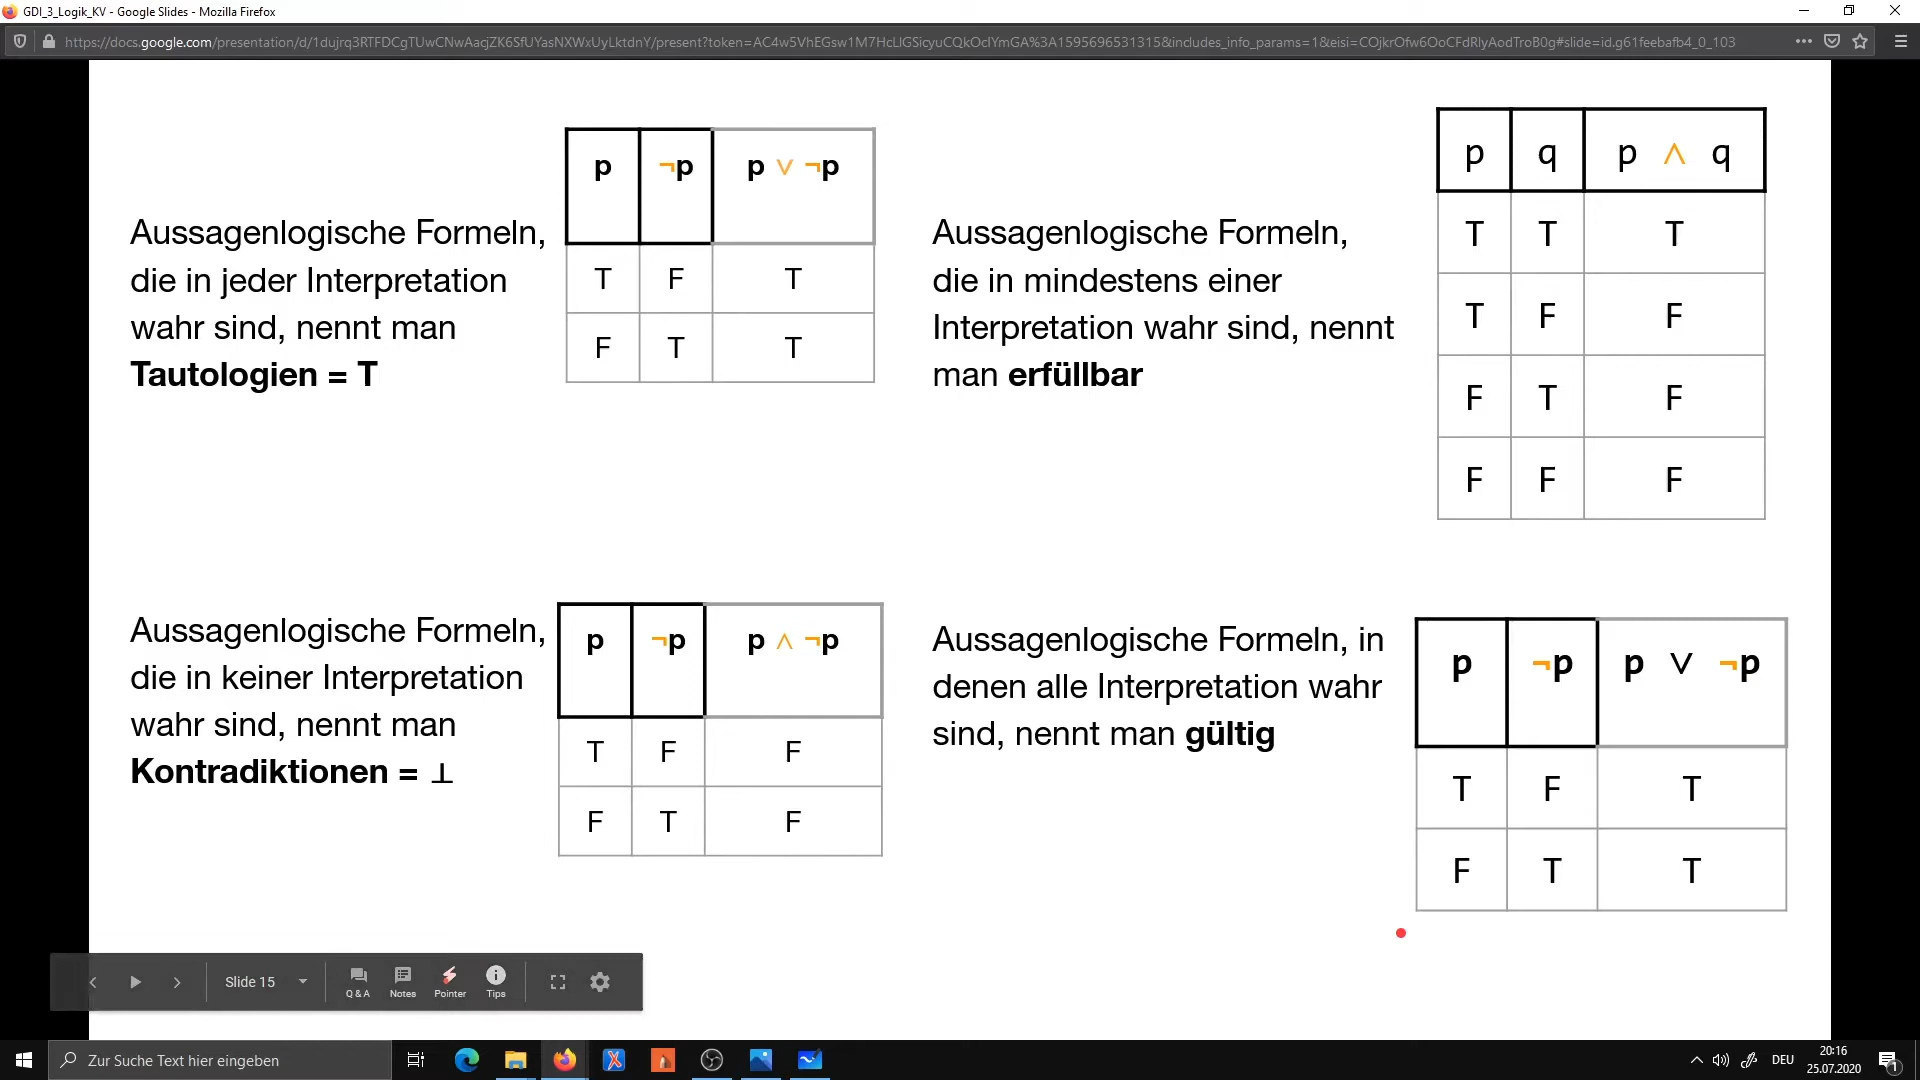 GDI_3_Logik_KV - Google Slides - Mozilla Firefox
https://docs.google.com/presentation/d/1dujrq3RTFDCgTUwCNwAacjZK6SfUYasNXWxUyLktdnY/present?token=AC4w5VhEGsw1M7HcLlGSicyuCQkOclYmGA%3A1595696531315&includes_info_params=1&eisi=COjkrOfw6OoCFdRlyAodTroB0g#slide=id.g61feebafb4_0_103
Aussagenlogische Formeln,
die in jeder Interpretation
wahr sind, nennt man
Tautologien = T
p ¬p p ∨ ¬p
T F T
F T T
Aussagenlogische Formeln,
die in mindestens einer
Interpretation wahr sind, nennt
man erfüllbar
p q p ∧ q
T T T
T F F
F T F
F F F
Aussagenlogische Formeln,
die in keiner Interpretation
wahr sind, nennt man
Kontradiktionen = ⊥
p ¬p p ∧ ¬p
T F F
F T F
Aussagenlogische Formeln, in
denen alle Interpretation wahr
sind, nennt man gültig
p ¬p p ∨ ¬p
T F T
F T T
Slide 15
Q & A Notes Pointer Tips
Zur Suche Text hier eingeben
DEU
20:16
25.07.2020
1